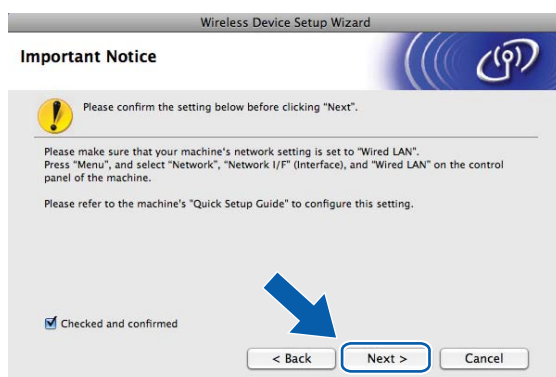 Wireless Device Setup Wizard
Important Notice
Please confirm the setting below before clicking "Next".
Please make sure that your machine's network setting is set to "Wired LAN".
Press "Menu", and select "Network", "Network I/F" (Interface), and "Wired LAN" on the control
panel of the machine.
Please refer to the machine's "Quick Setup Guide" to configure this setting.
Checked and confirmed
< Back Next > Cancel